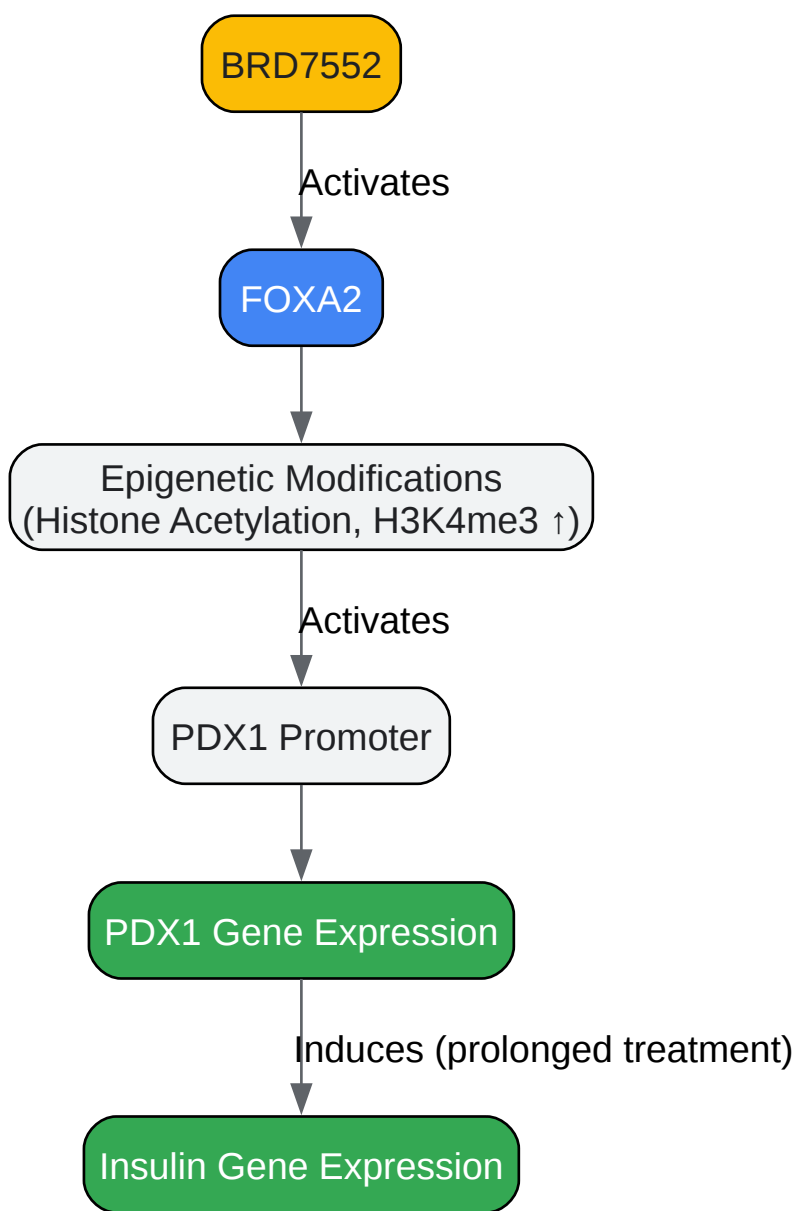 BRD7552
Activates
FOXA2
Epigenetic Modifications
(Histone Acetylation, H3K4me3 ↑)
Activates
PDX1 Promoter
PDX1 Gene Expression
Induces (prolonged treatment)
Insulin Gene Expression